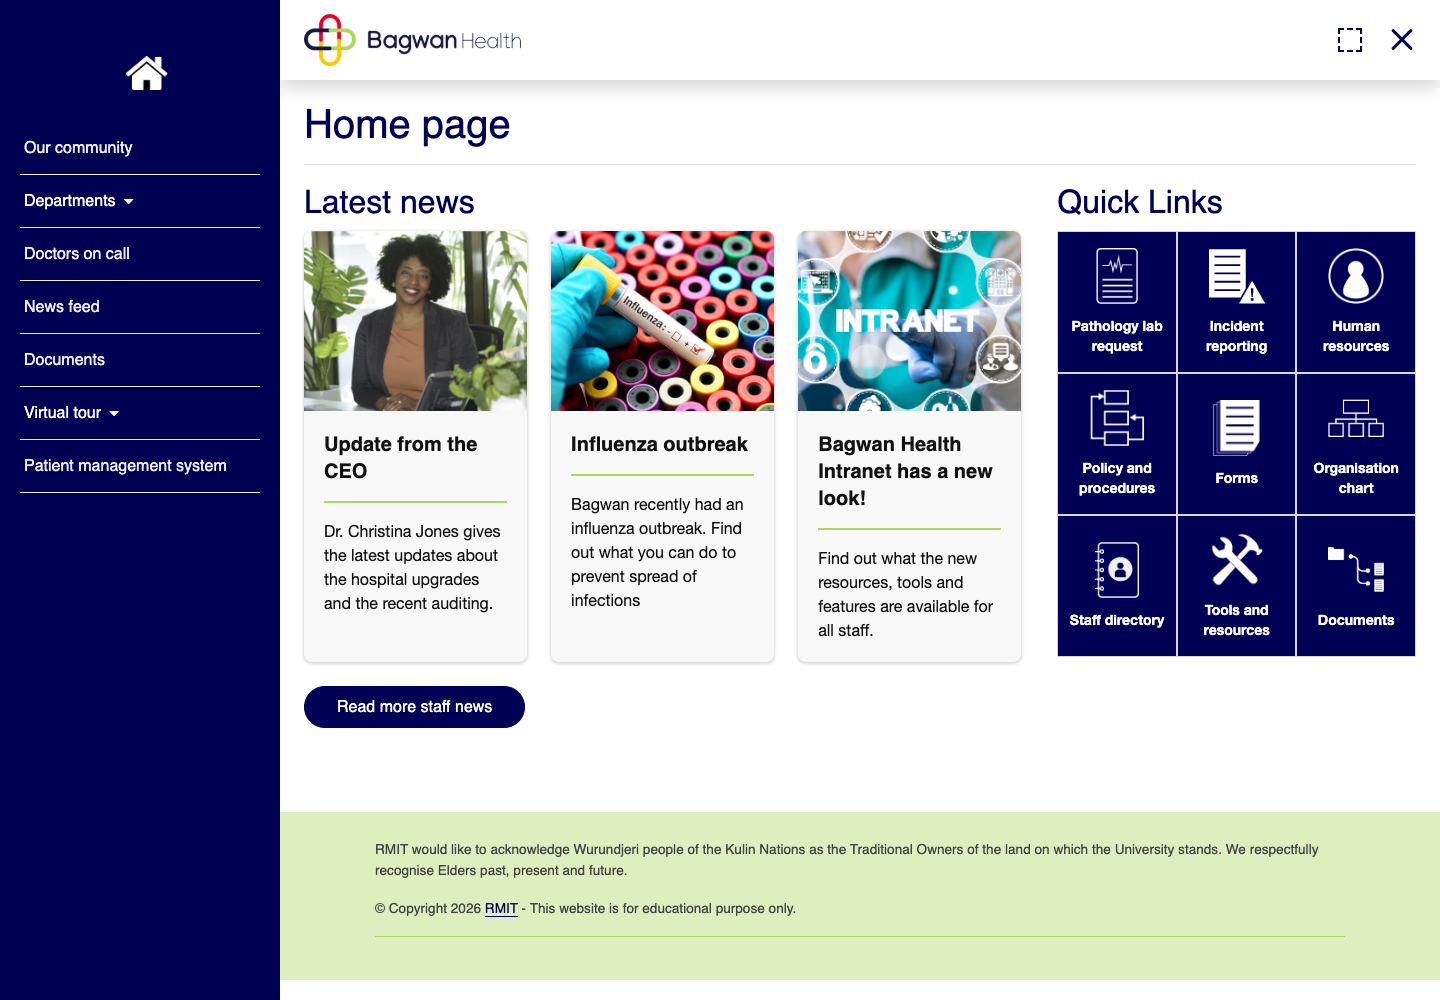 Bagwan Health
Our community
Departments
Doctors on call
News feed
Documents
Virtual tour
Patient management system
Home page
Latest news
Influenza:
INTRANET
Update from the
CEO
Dr. Christina Jones gives
the latest updates about
the hospital upgrades
and the recent auditing.
Influenza outbreak
Bagwan recently had an
influenza outbreak. Find
out what you can do to
prevent spread of
infections
Bagwan Health
Intranet has a new
look!
Find out what the new
resources, tools and
features are available for
all staff.
Read more staff news
Quick Links
Pathology lab
request
Incident
reporting
Human
resources
Policy and
procedures
Forms
Organisation
chart
Staff directory
Tools and
resources
Documents
RMIT would like to acknowledge Wurundjeri people of the Kulin Nations as the Traditional Owners of the land on which the University stands. We respectfully
recognise Elders past, present and future.
© Copyright 2026 RMIT - This website is for educational purpose only.